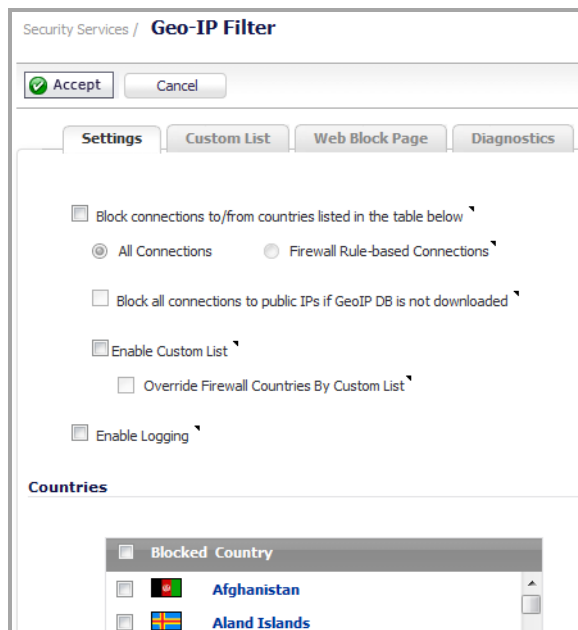 Security Services / Geo-IP Filter
Accept Cancel
Settings Custom List Web Block Page Diagnostics
Block connections to/from countries listed in the table below
All Connections Firewall Rule-based Connections
Block all connections to public IPs if GeoIP DB is not downloaded
Enable Custom List
Override Firewall Countries By Custom List
Enable Logging
Countries
Blocked Country
Afghanistan
Aland Islands